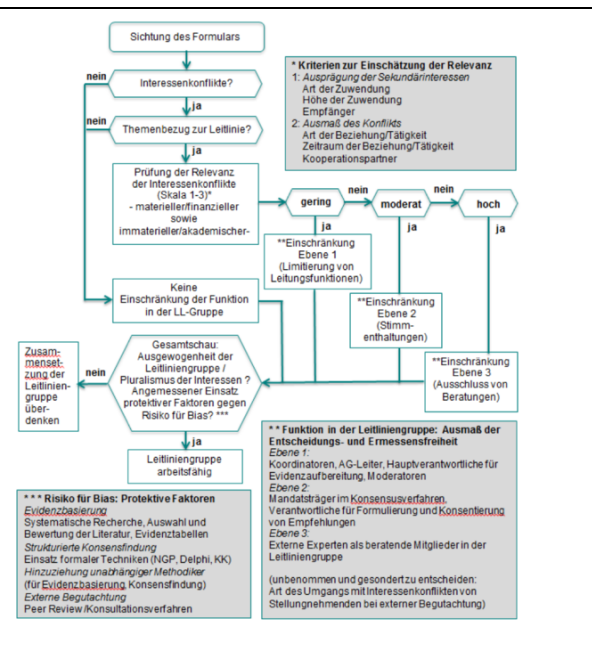 Sichtung des Formulars
nein
Interessenkonflikte?
ja
nein
Themenbezug zur Leitlinie?
ja
* Kriterien zur Einschätzung der Relevanz
1: Ausprägung der Sekundärinteressen
Art der Zuwendung
Höhe der Zuwendung
Empfänger
2: Ausmaß des Konflikts
Art der Beziehung/Tätigkeit
Zeitraum der Beziehung/Tätigkeit
Kooperationspartner
Prüfung der Relevanz
der Interessenkonflikte
(Skala 1-3)*
- materieller/finanzieller
sowie
immaterieller/akademischer-
gering
nein
moderat
nein
hoch
ja
ja
ja
**Einschränkung
Ebene 1
(Limitierung von
Leitungsfunktionen)
Keine
Einschränkung der Funktion
in der LL-Gruppe
**Einschränkung
Ebene 2
(Stimm-
enthaltungen)
**Einschränkung
Ebene 3
(Ausschluss von
Beratungen)
Gesamtschau:
Ausgewogenheit der
Leitliniengruppe /
Pluralismus der Interessen ?
Angemessener Einsatz
protektiver Faktoren gegen
Risiko für Bias? ***
nein
Zusam-
menset-
zung der
Leitlinien-
gruppe
über-
denken
ja
Leitliniengruppe
arbeitsfähig
* * Funktion in der Leitliniengruppe: Ausmaß der
Entscheidungs- und Ermessensfreiheit
Ebene 1:
Koordinatoren, AG-Leiter, Hauptverantwortliche für
Evidenzaufbereitung, Moderatoren
Ebene 2:
Mandatsträger im Konsensusverfahren,
Verantwortliche für Formulierung und Konsentierung
von Empfehlungen
Ebene 3:
Externe Experten als beratende Mitglieder in der
Leitliniengruppe
(unbenommen und gesondert zu entscheiden:
Art des Umgangs mit Interessenkonflikten von
Stellungnehmenden bei externer Begutachtung)
* * * Risiko für Bias: Protektive Faktoren
Evidenzbasierung
Systematische Recherche, Auswahl und
Bewertung der Literatur, Evidenztabellen
Strukturierte Konsensfindung
Einsatz formaler Techniken (NGP, Delphi, KK)
Hinzuziehung unabhängiger Methodiker
(für Evidenzbasierung, Konsensfindung)
Externe Begutachtung
Peer Review /Konsultationsverfahren